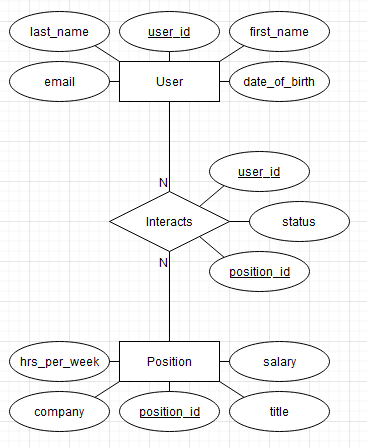 last_name
user_id
first_name
email
User
date_of_birth
N
user_id
Interacts
status
N
position_id
hrs_per_week
Position
salary
company
position_id
title